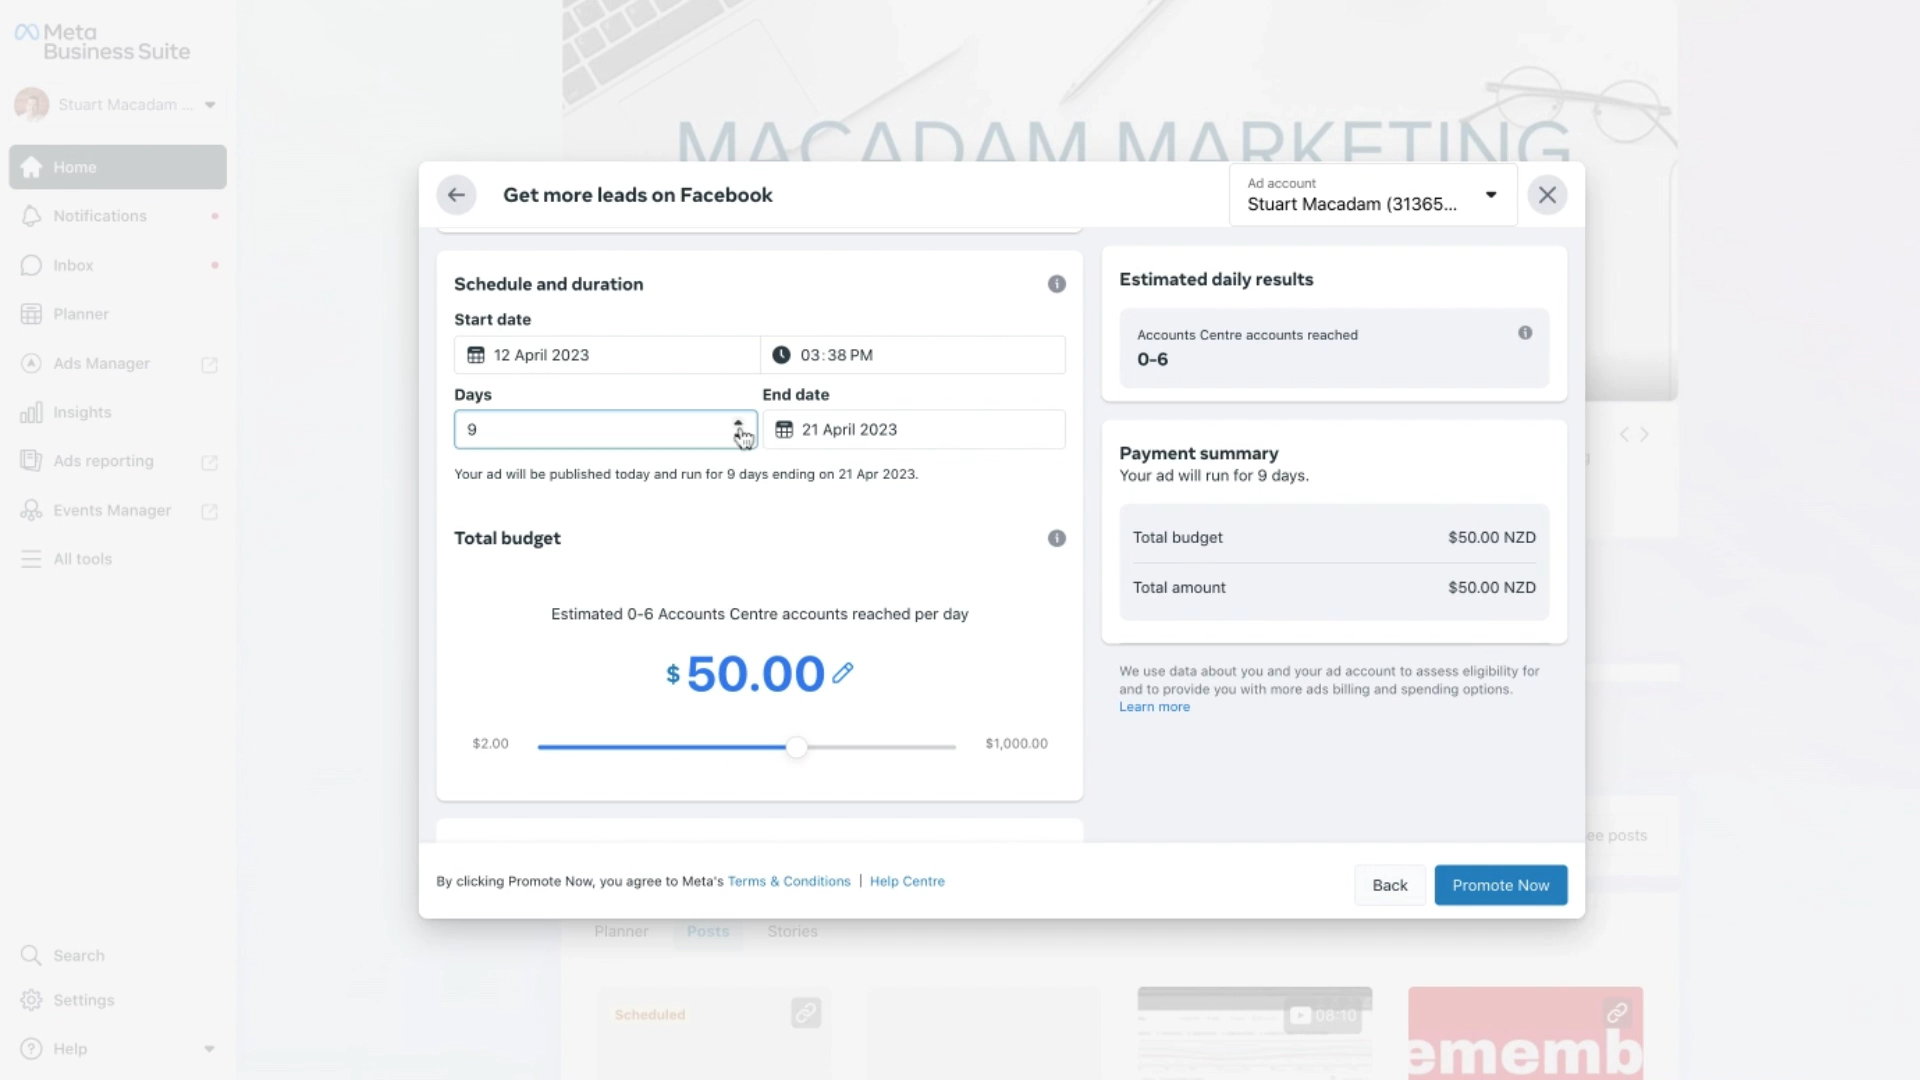 Meta
Business Suite
Stuart Macadam ...
Home
Notifications
Inbox
Planner
Ads Manager
Insights
Ads reporting
Events Manager
All tools
Search
Settings
Help
MACADAM MARKETING
Get more leads on Facebook
Ad account
Stuart Macadam (31365...
Schedule and duration
Start date
12 April 2023
03:38 PM
Days
End date
9
21 April 2023
Your ad will be published today and run for 9 days ending on 21 Apr 2023.
Total budget
Estimated 0-6 Accounts Centre accounts reached per day
$ 50.00
$2.00
$1,000.00
Estimated daily results
Accounts Centre accounts reached
0-6
Payment summary
Your ad will run for 9 days.
Total budget $50.00 NZD
Total amount $50.00 NZD
We use data about you and your ad account to assess eligibility for
and to provide you with more ads billing and spending options.
Learn more
By clicking Promote Now, you agree to Meta's Terms & Conditions | Help Centre
Back
Promote Now
ee posts
Planner
Posts
Stories
Scheduled
08:10
ememb